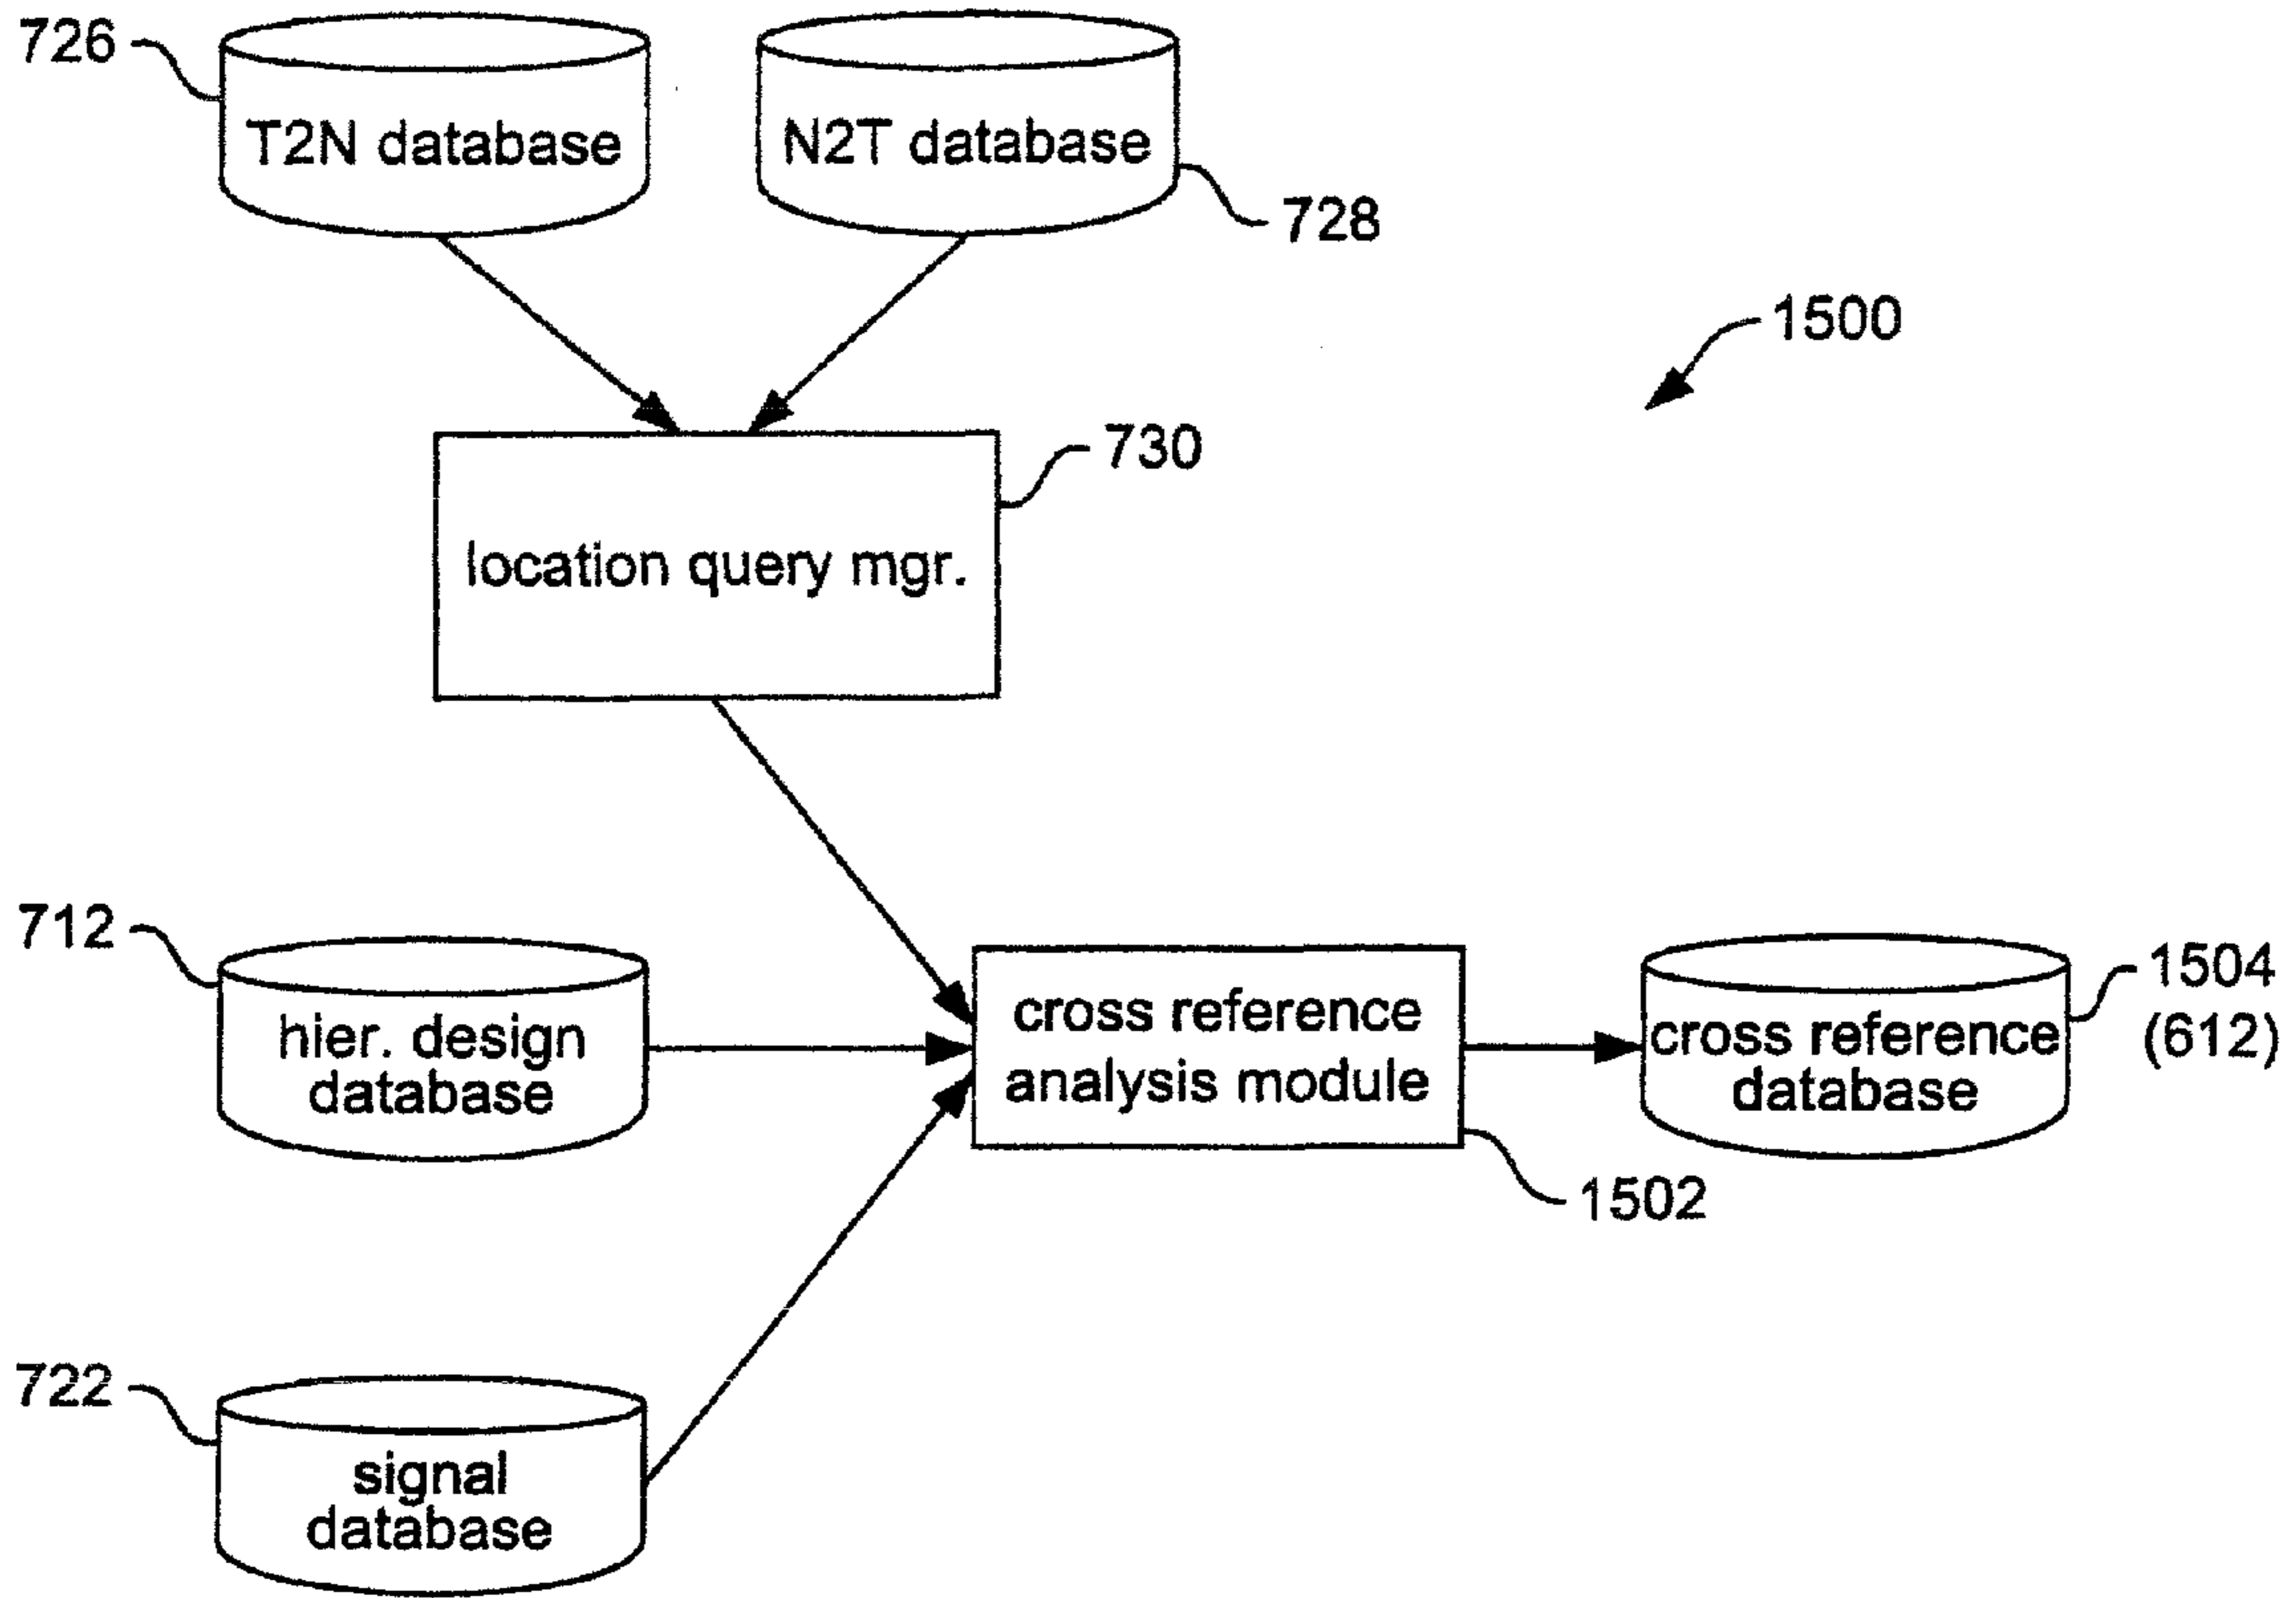 726
T2N database
N2T database
728
1500
730
location query mgr.
712
hier. design
database
cross reference
analysis module
1502
cross reference
database
1504
(612)
722
signal
database